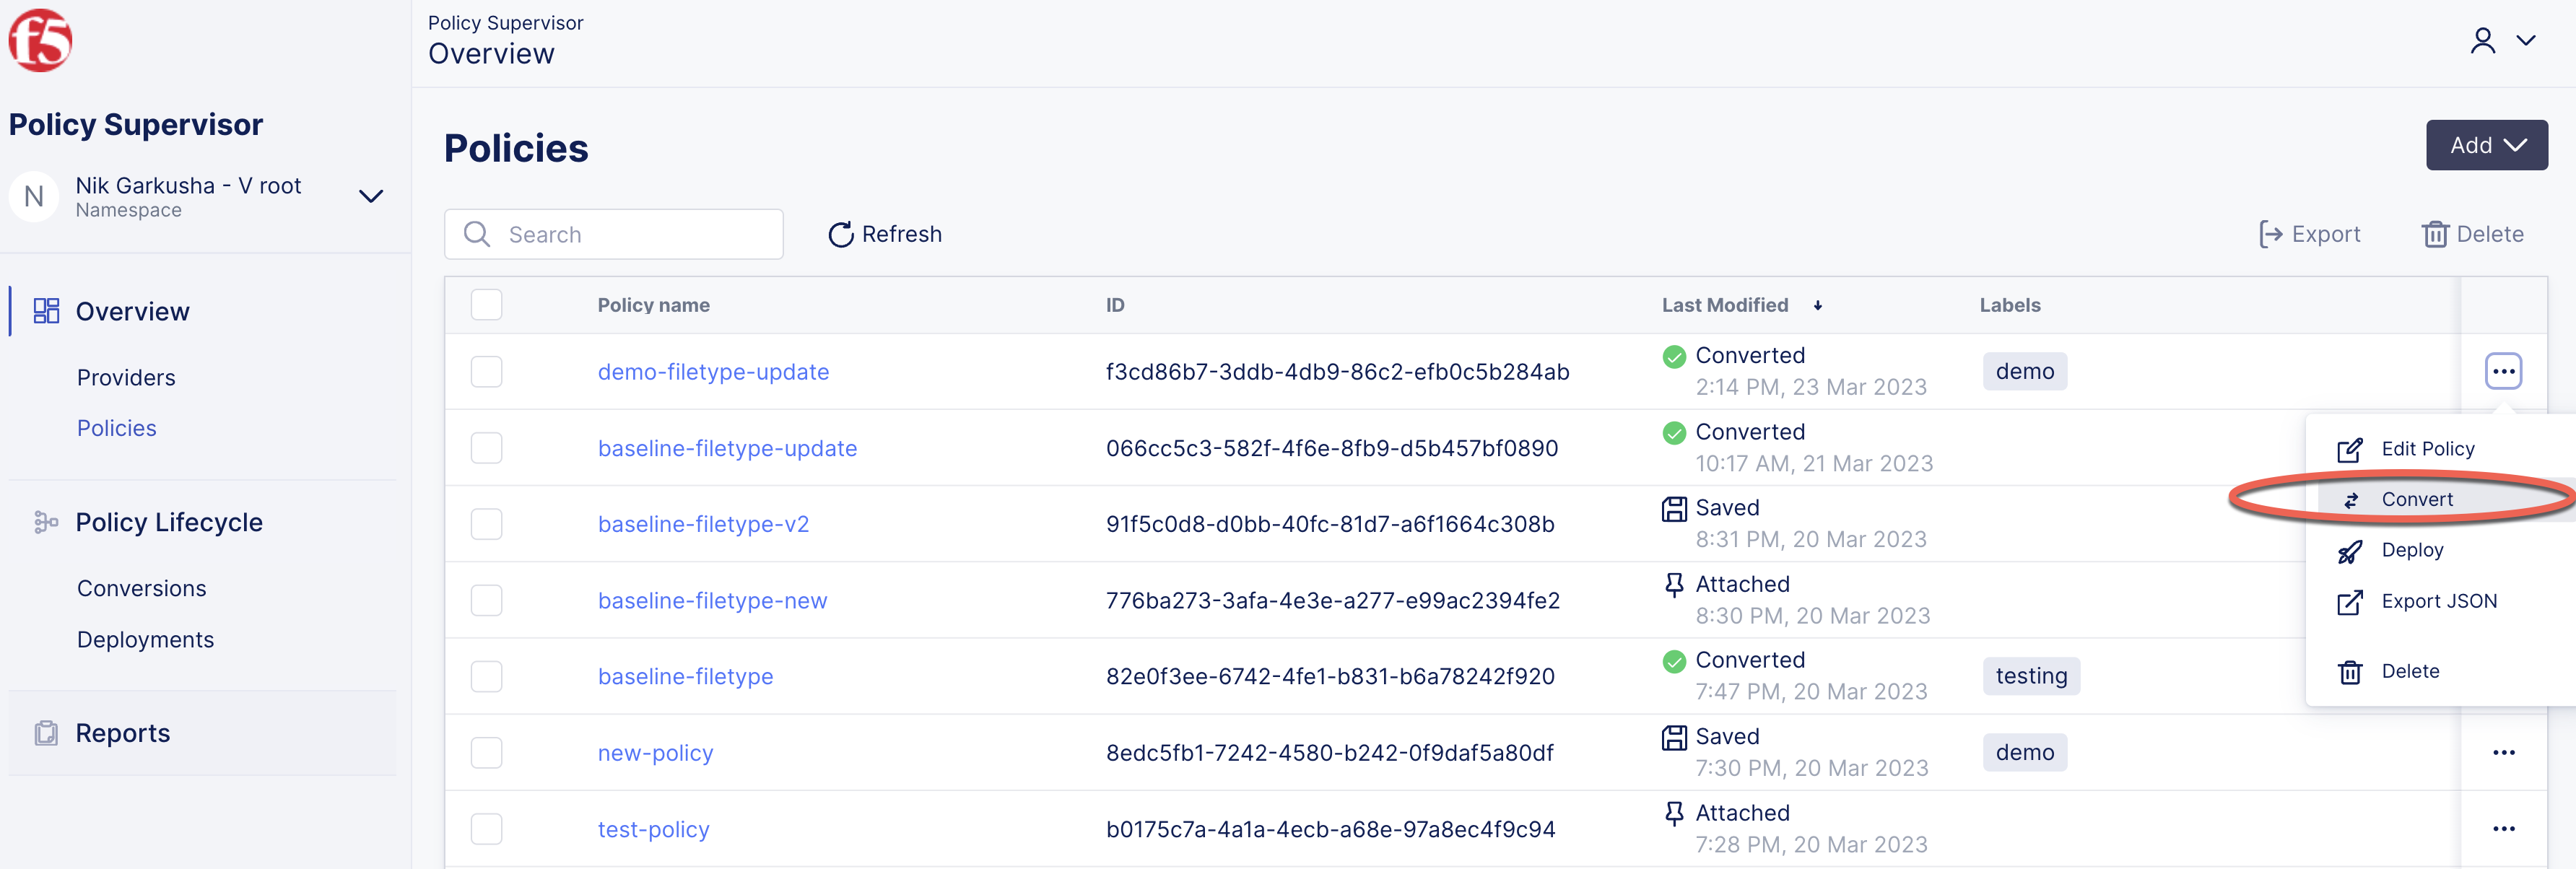 f5
Policy Supervisor
N
Nik Garkusha - V root
Namespace
Overview
Providers
Policies
Policy Lifecycle
Conversions
Deployments
Reports
Policy Supervisor
Overview
Policies
Add
Search
Refresh
Export
Delete
Policy name ID Last Modified Labels
demo-filetype-update f3cd86b7-3ddb-4db9-86c2-efb0c5b284ab Converted demo
2:14 PM, 23 Mar 2023
baseline-filetype-update 066cc5c3-582f-4f6e-8fb9-d5b457bf0890 Converted
10:17 AM, 21 Mar 2023
baseline-filetype-v2 91f5c0d8-d0bb-40fc-81d7-a6f1664c308b Saved
8:31 PM, 20 Mar 2023
baseline-filetype-new 776ba273-3afa-4e3e-a277-e99ac2394fe2 Attached
8:30 PM, 20 Mar 2023
baseline-filetype 82e0f3ee-6742-4fe1-b831-b6a78242f920 Converted testing
7:47 PM, 20 Mar 2023
new-policy 8edc5fb1-7242-4580-b242-0f9daf5a80df Saved demo
7:30 PM, 20 Mar 2023
test-policy b0175c7a-4a1a-4ecb-a68e-97a8ec4f9c94 Attached
7:28 PM, 20 Mar 2023
Edit Policy
Convert
Deploy
Export JSON
Delete